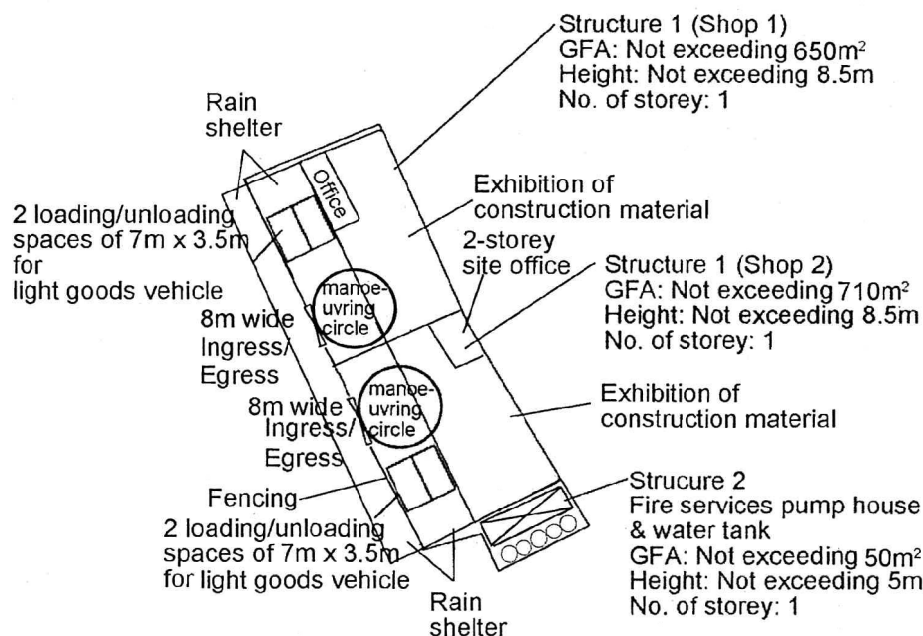 Structure 1 (Shop 1)
GFA: Not exceeding 650m²
Height: Not exceeding 8.5m
No. of storey: 1
Rain
shelter
Office
Exhibition of
construction material
2 loading/unloading
spaces of 7m x 3.5m
for
light goods vehicle
2-storey
site office
Structure 1 (Shop 2)
GFA: Not exceeding 710m²
Height: Not exceeding 8.5m
No. of storey: 1
manoe-
uvring
circle
8m wide
Ingress/
Egress
manoe-
uvring
circle
8m wide
Ingress/
Egress
Exhibition of
construction material
Fencing
2 loading/unloading
spaces of 7m x 3.5m
for light goods vehicle
Strucure 2
Fire services pump house
& water tank
GFA: Not exceeding 50m²
Height: Not exceeding 5m
No. of storey: 1
Rain
shelter